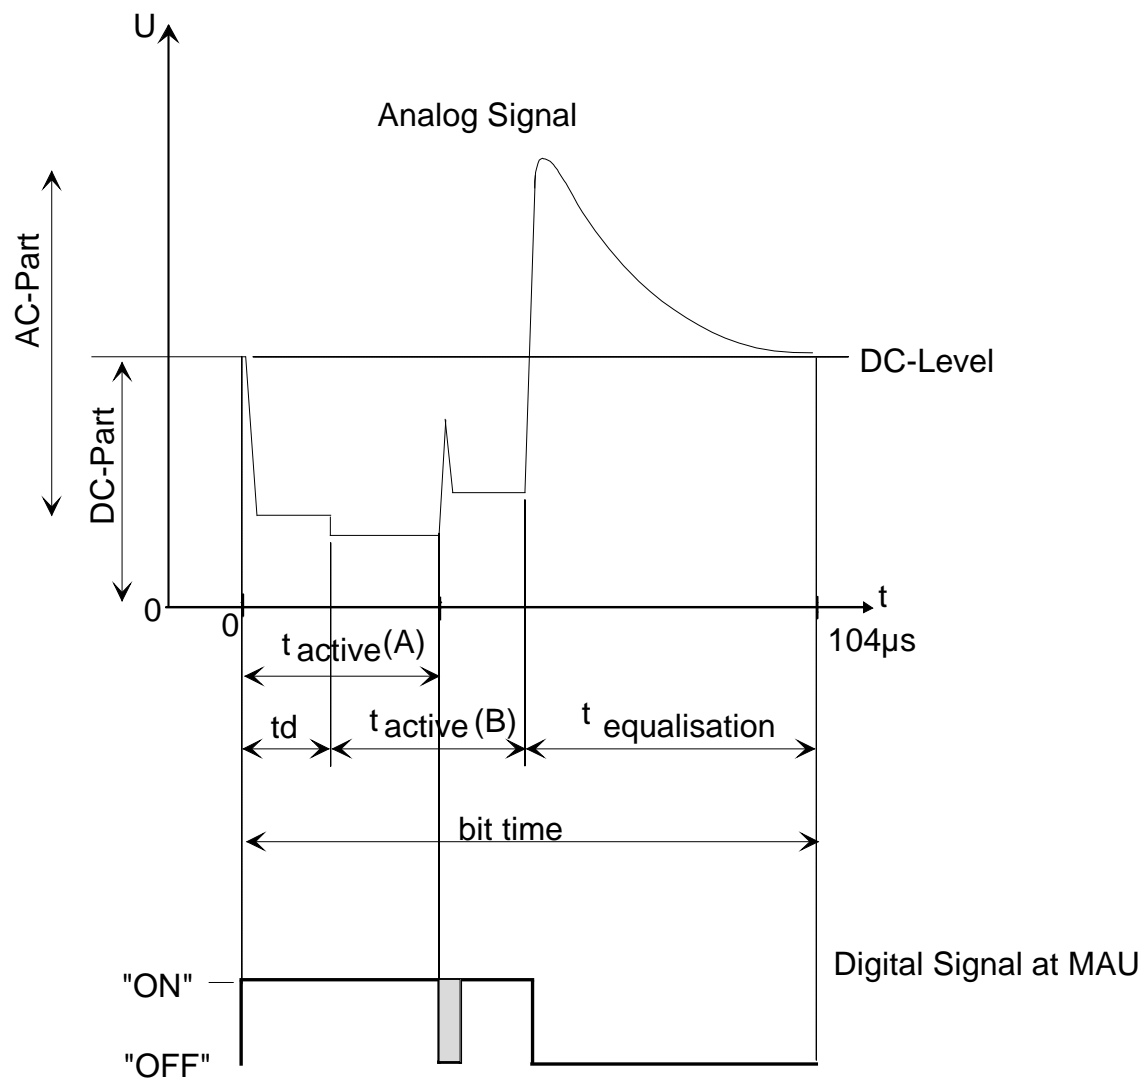 U
Analog Signal
AC-Part
DC-Part
DC-Level
0
0
t
104µs
t active (A)
td
t active (B)
t equalisation
bit time
Digital Signal at MAU
"ON"
"OFF"